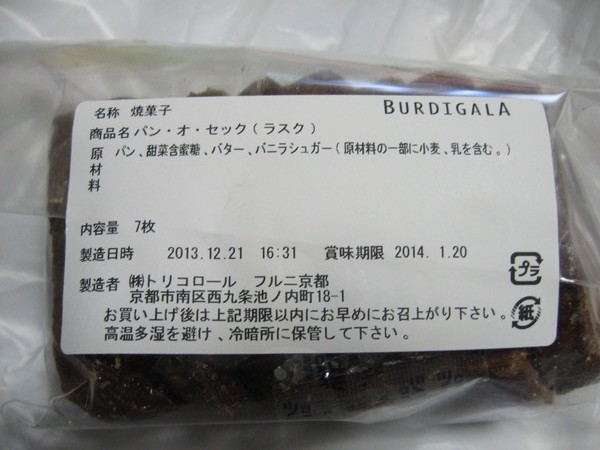 名称 焼菓子 BURDIGALA
商品名 パン・オ・セック(ラスク)
原材料 パン、甜菜含蜜糖、バター、バニラシュガー(原材料の一部に小麦、乳を含む。)
内容量 7枚
製造日時 2013.12.21 16:31 賞味期限 2014. 1.20
製造者 ㈱トリコロール フルニ京都
京都市南区西九条池ノ内町18-1
お買い上げ後は上記期限以内にお早めにお召上がり下さい。
高温多湿を避け、冷暗所に保管して下さい。
プラ
紙